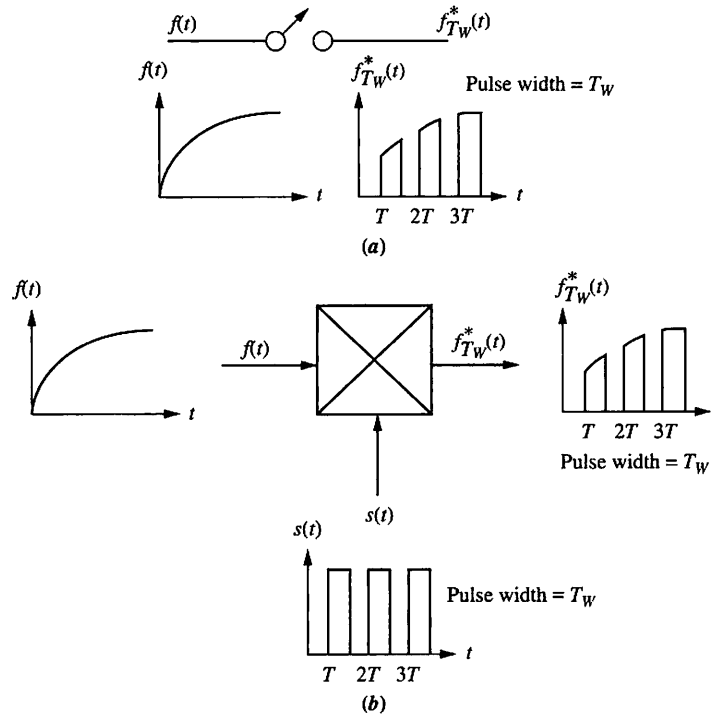 f(t)
f*TW(t)
f(t)
f*TW(t)
Pulse width = TW
t
T 2T 3T
t
(a)
f(t)
t
f(t)
f*TW(t)
s(t)
f*TW(t)
T 2T 3T
Pulse width = TW
s(t)
Pulse width = TW
t
T 2T 3T
(b)